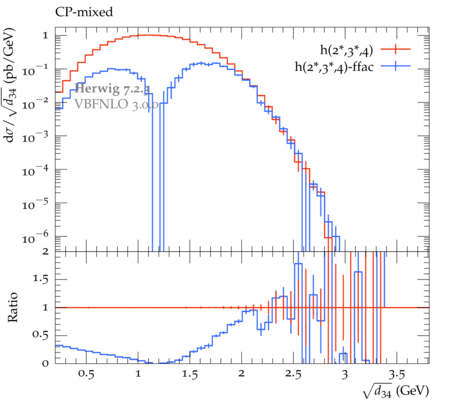 CP-mixed
h(2*,3*,4)
h(2*,3*,4)-ffac
Herwig 7.2.3
VBFNLO 3.0.0
dσ/√d34 (pb/GeV)
1
10⁻¹
10⁻²
10⁻³
10⁻⁴
10⁻⁵
10⁻⁶
2
1.5
1
0.5
0
Ratio
0.5 1 1.5 2 2.5 3 3.5
√d34 (GeV)